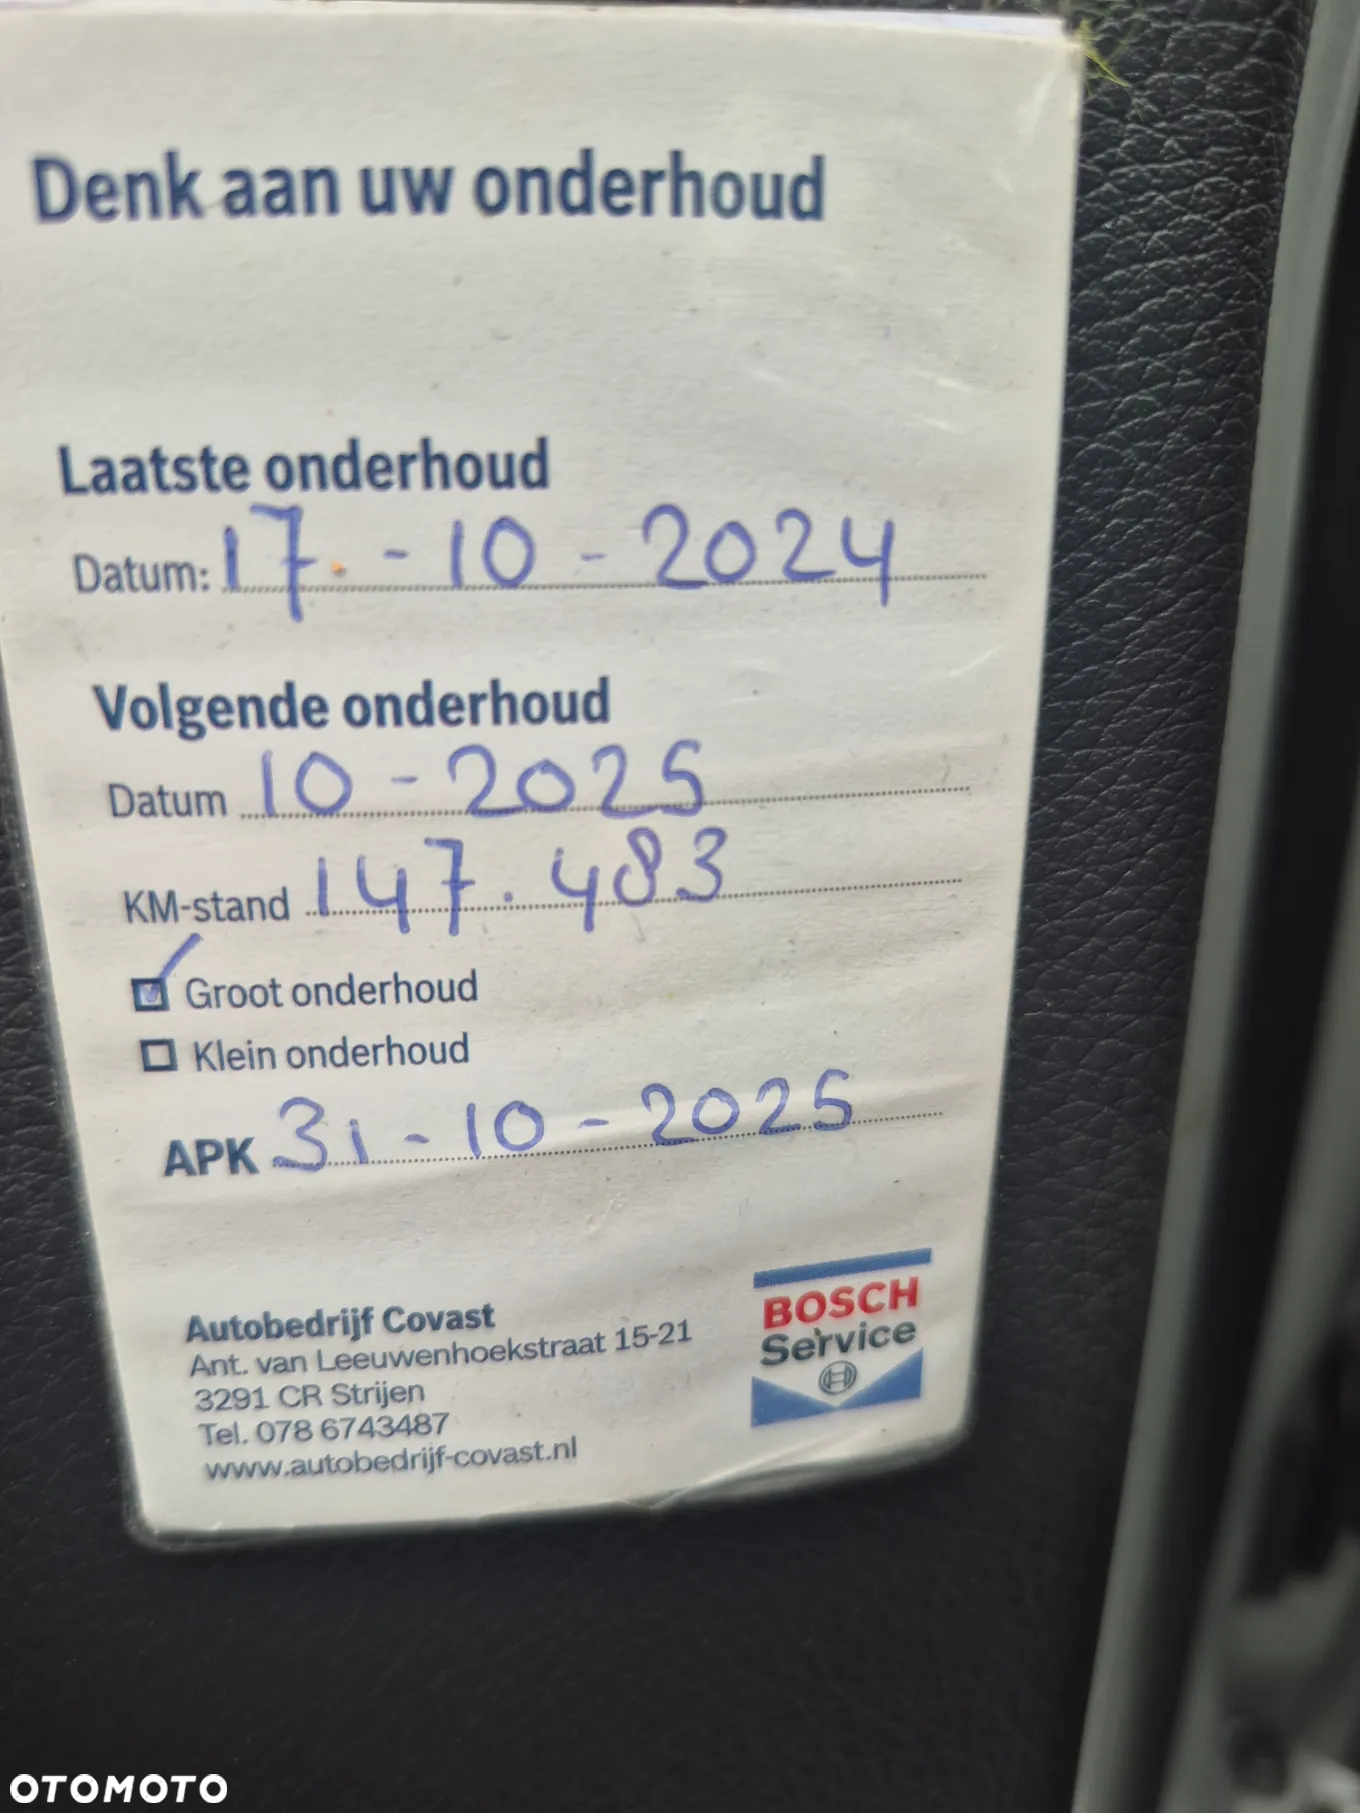 Denk aan uw onderhoud
Laatste onderhoud
Datum: 17 - 10 - 2024
Volgende onderhoud
Datum 10 - 2025
KM-stand 147.483
Groot onderhoud
Klein onderhoud
APK 31 - 10 - 2025
Autobedrijf Covast
Ant. van Leeuwenhoekstraat 15-21
3291 CR Strijen
Tel. 078 6743487
www.autobedrijf-covast.nl
BOSCH
Service
OTOMOTO